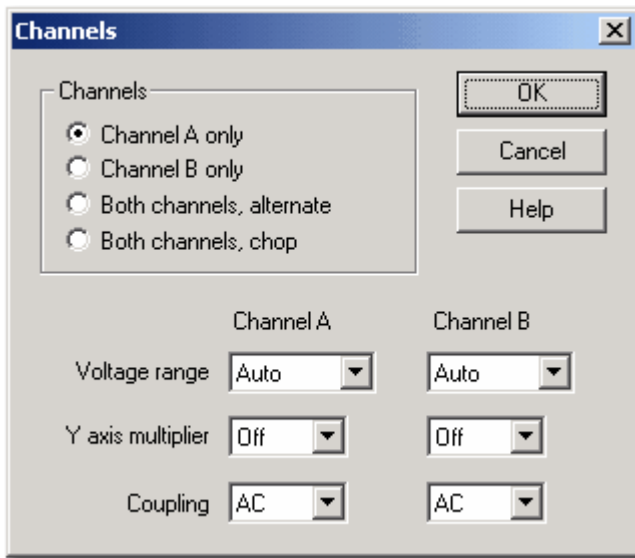 Channels
Channels
Channel A only
Channel B only
Both channels, alternate
Both channels, chop
OK
Cancel
Help
Channel A Channel B
Voltage range Auto Auto
Y axis multiplier Off Off
Coupling AC AC